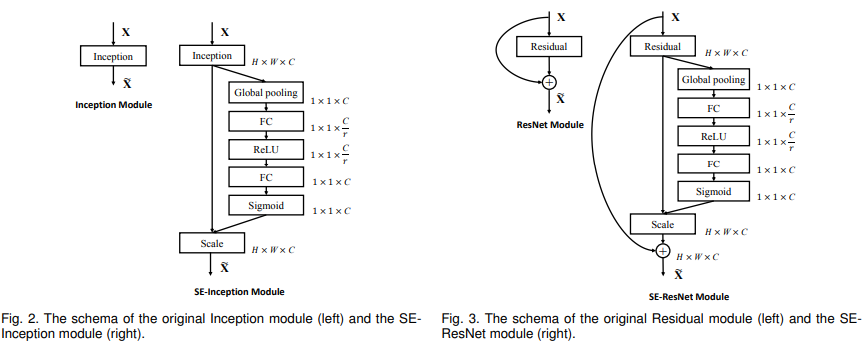 X
Inception
X̃
Inception Module
X
Inception
H × W × C
Global pooling
1 × 1 × C
FC
1 × 1 × C/r
ReLU
1 × 1 × C/r
FC
1 × 1 × C
Sigmoid
1 × 1 × C
Scale
H × W × C
X̃
SE-Inception Module
Fig. 2. The schema of the original Inception module (left) and the SE-
Inception module (right).
X
Residual
+
X̃
ResNet Module
X
Residual
H × W × C
Global pooling
1 × 1 × C
FC
1 × 1 × C/r
ReLU
1 × 1 × C/r
FC
1 × 1 × C
Sigmoid
1 × 1 × C
Scale
H × W × C
+
H × W × C
X̃
SE-ResNet Module
Fig. 3. The schema of the original Residual module (left) and the SE-
ResNet module (right).